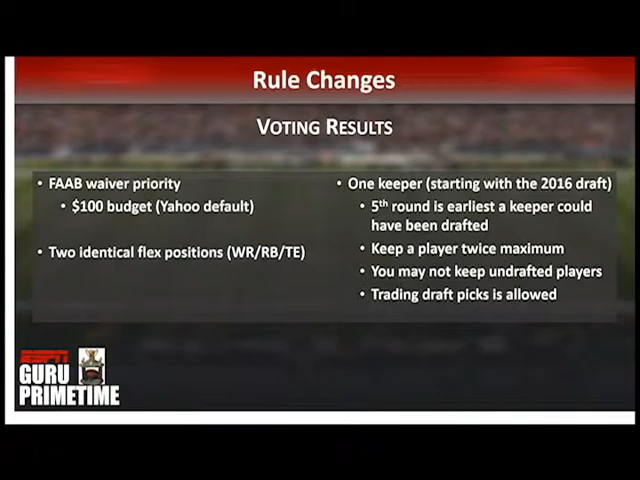 Rule Changes
VOTING RESULTS
• FAAB waiver priority
• $100 budget (Yahoo default)
• Two identical flex positions (WR/RB/TE)
• One keeper (starting with the 2016 draft)
• 5th round is earliest a keeper could
have been drafted
• Keep a player twice maximum
• You may not keep undrafted players
• Trading draft picks is allowed
ESPN
GURU
PRIMETIME